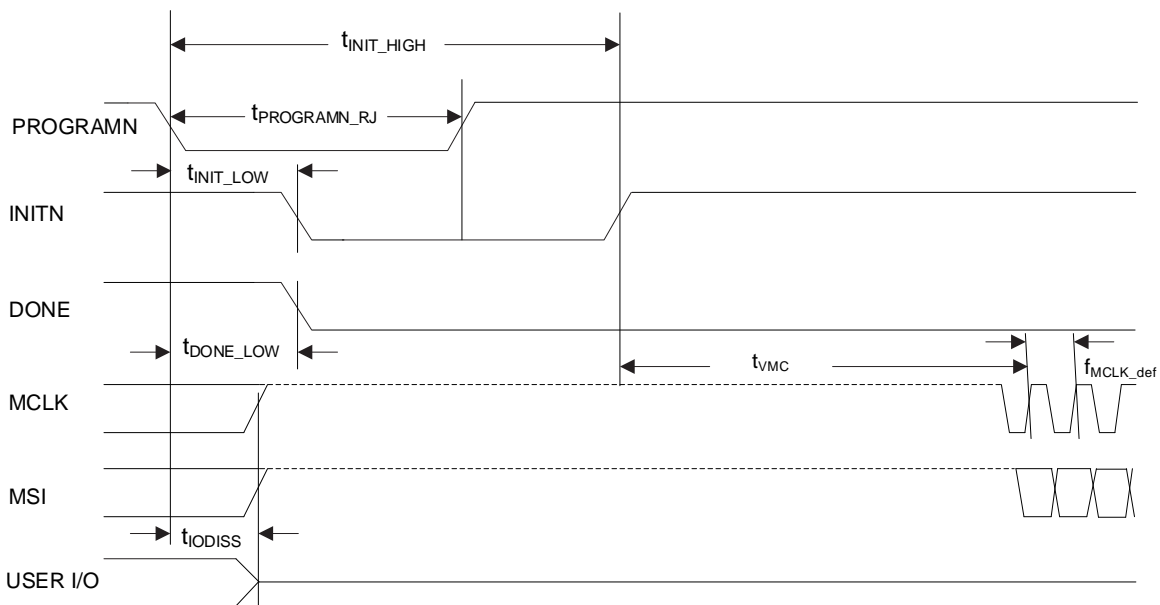 tINIT_HIGH
PROGRAMN
tPROGRAMN_RJ
tINIT_LOW
INITN
DONE
tDONE_LOW
tVMC
fMCLK_def
MCLK
MSI
tIODISS
USER I/O